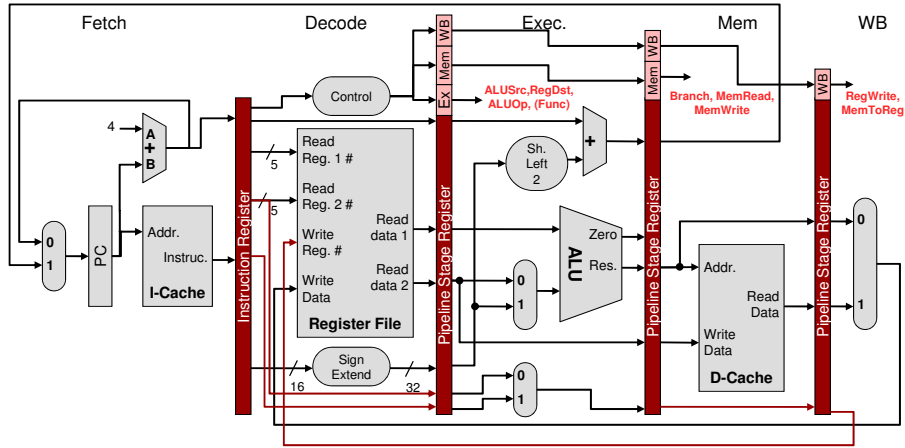 Fetch
Decode
Exec.
Mem
WB
WB
Mem
Ex
WB
Mem
WB
Control
ALUSrc,RegDst,
ALUOp, (Func)
Branch, MemRead,
MemWrite
RegWrite,
MemToReg
4
A
+
B
0
1
PC
Addr.
Instruc.
I-Cache
Instruction Register
5
5
Read
Reg. 1 #
Read
Reg. 2 #
Write
Reg. #
Write
Data
Read
data 1
Read
data 2
Register File
16
Sign
Extend
32
Pipeline Stage Register
Sh.
Left
2
+
0
1
ALU
Zero
Res.
0
1
Pipeline Stage Register
Addr.
Read
Data
Write
Data
D-Cache
Pipeline Stage Register
0
1